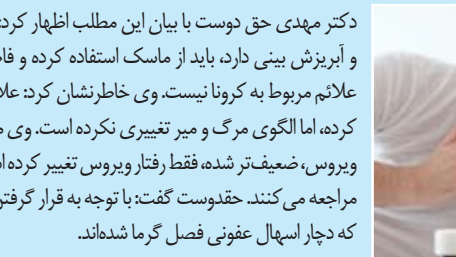 دکتر مهدی حق دوست با بیان این مطلب اظهار کرد:
و آبریزش بینی دارد، باید از ماسک استفاده کرده و
علائم مربوط به کرونا نیست. وی خاطرنشان کرد:
کرده، اما الگوی مرگ و میر تغییری نکرده است. وی
ویروس، ضعیف‌تر شده، فقط رفتار ویروس تغییر کرده
مراجعه می‌کنند. حقدوست گفت: با توجه به قرار
که دچار اسهال عفونی فصل گرما شده‌اند.